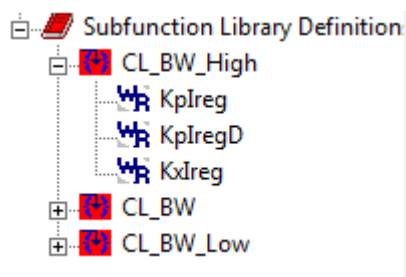 Subfunction Library Definition
CL_BW_High
KpIreg
KpIregD
KxIreg
CL_BW
CL_BW_Low